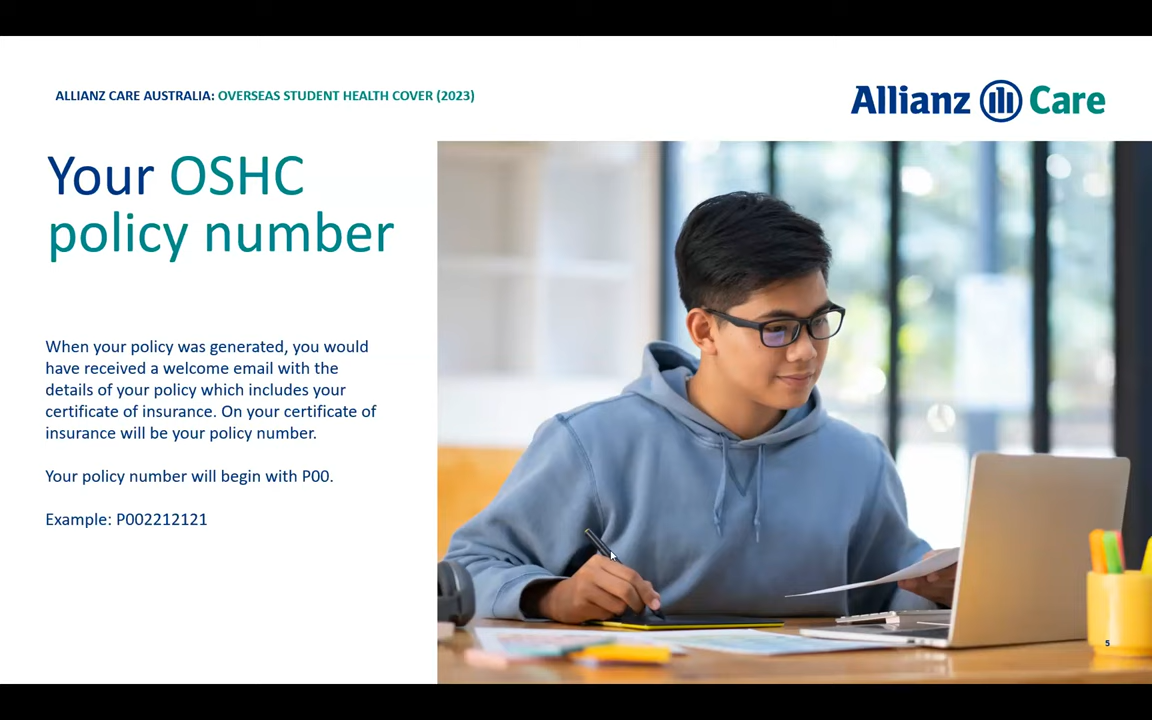 ALLIANZ CARE AUSTRALIA: OVERSEAS STUDENT HEALTH COVER (2023)
Allianz Care
Your OSHC
policy number
When your policy was generated, you would
have received a welcome email with the
details of your policy which includes your
certificate of insurance. On your certificate of
insurance will be your policy number.
Your policy number will begin with P00.
Example: P002212121
5